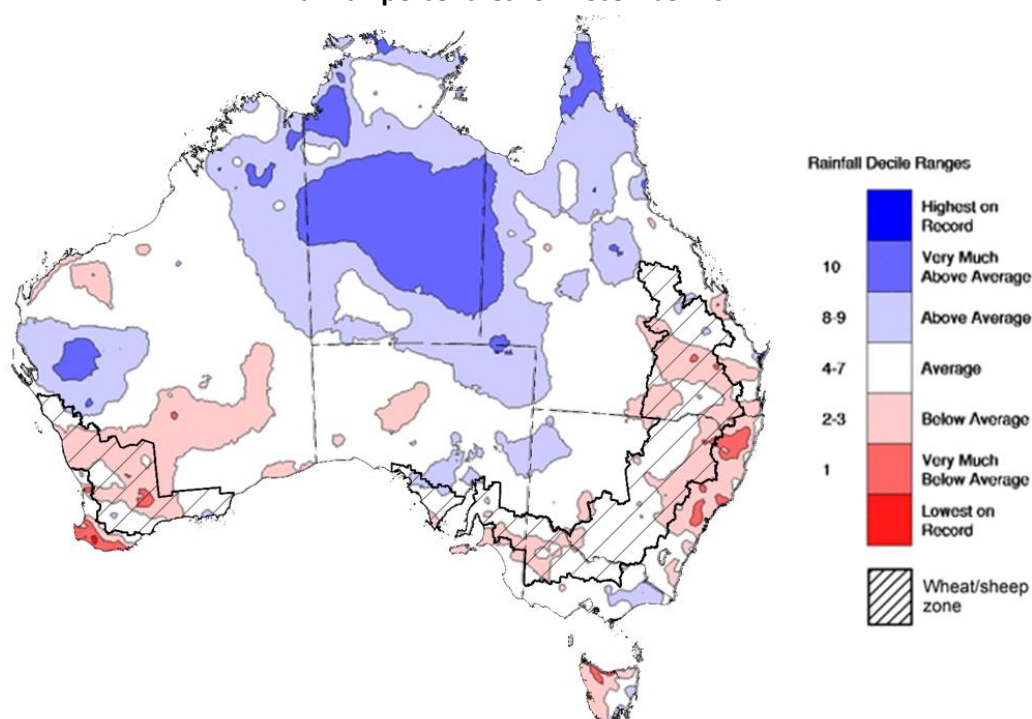 Rainfall Decile Ranges
Highest on
Record
10
Very Much
Above Average
8-9
Above Average
4-7
Average
2-3
Below Average
1
Very Much
Below Average
Lowest on
Record
Wheat/sheep
zone